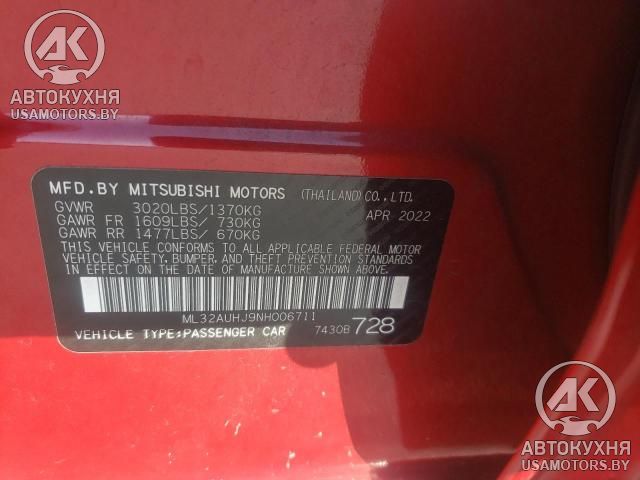 АК
АВТОКУХНЯ
USAMOTORS.BY
MFD.BY MITSUBISHI MOTORS (THAILAND) CO., LTD.
GVWR 3020LBS/1370KG APR 2022
GAWR FR 1609LBS/ 730KG
GAWR RR 1477LBS/ 670KG
THIS VEHICLE CONFORMS TO ALL APPLICABLE FEDERAL MOTOR
VEHICLE SAFETY, BUMPER, AND THEFT PREVENTION STANDARDS
IN EFFECT ON THE DATE OF MANUFACTURE SHOWN ABOVE.
ML32AUHJ9NH006711
VEHICLE TYPE:PASSENGER CAR 7430B 728
АК
АВТОКУХНЯ
USAMOTORS.BY